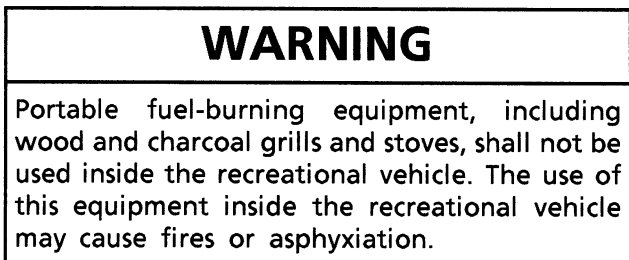 WARNING
Portable fuel-burning equipment, including
wood and charcoal grills and stoves, shall not be
used inside the recreational vehicle. The use of
this equipment inside the recreational vehicle
may cause fires or asphyxiation.